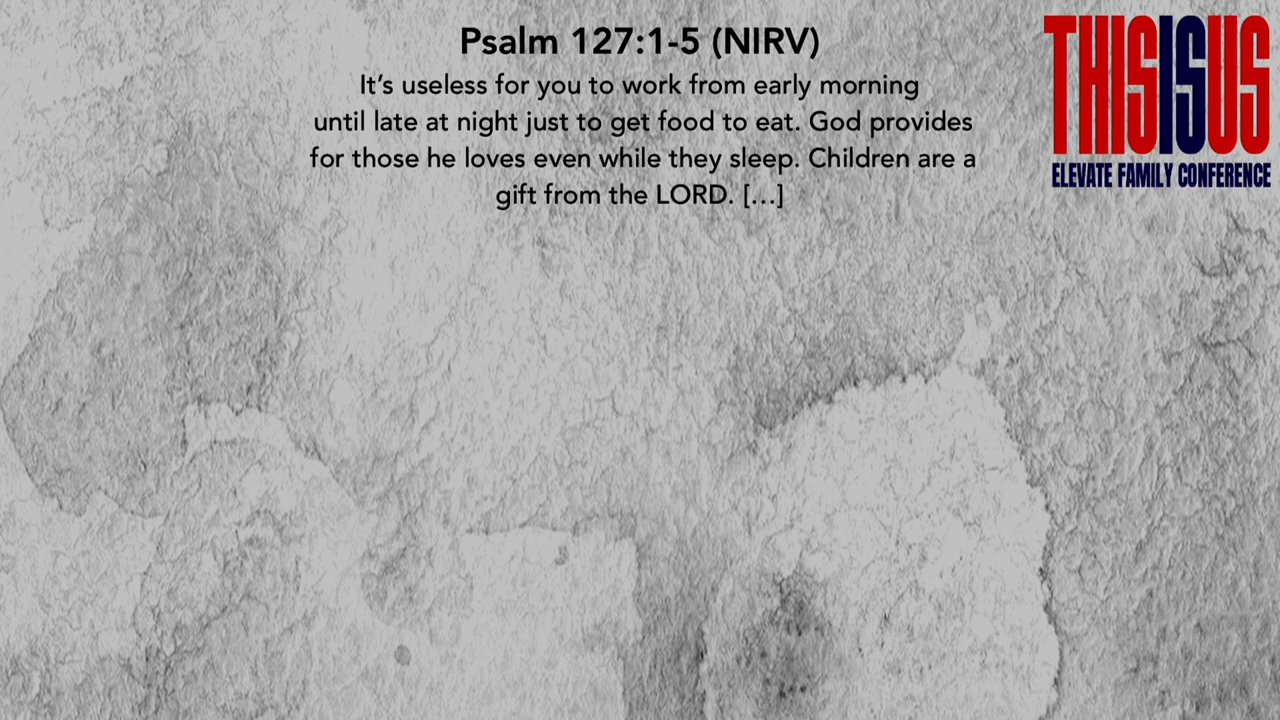 Psalm 127:1-5 (NIRV)
It’s useless for you to work from early morning
until late at night just to get food to eat. God provides
for those he loves even while they sleep. Children are a
gift from the LORD. […]
THISISUS
ELEVATE FAMILY CONFERENCE